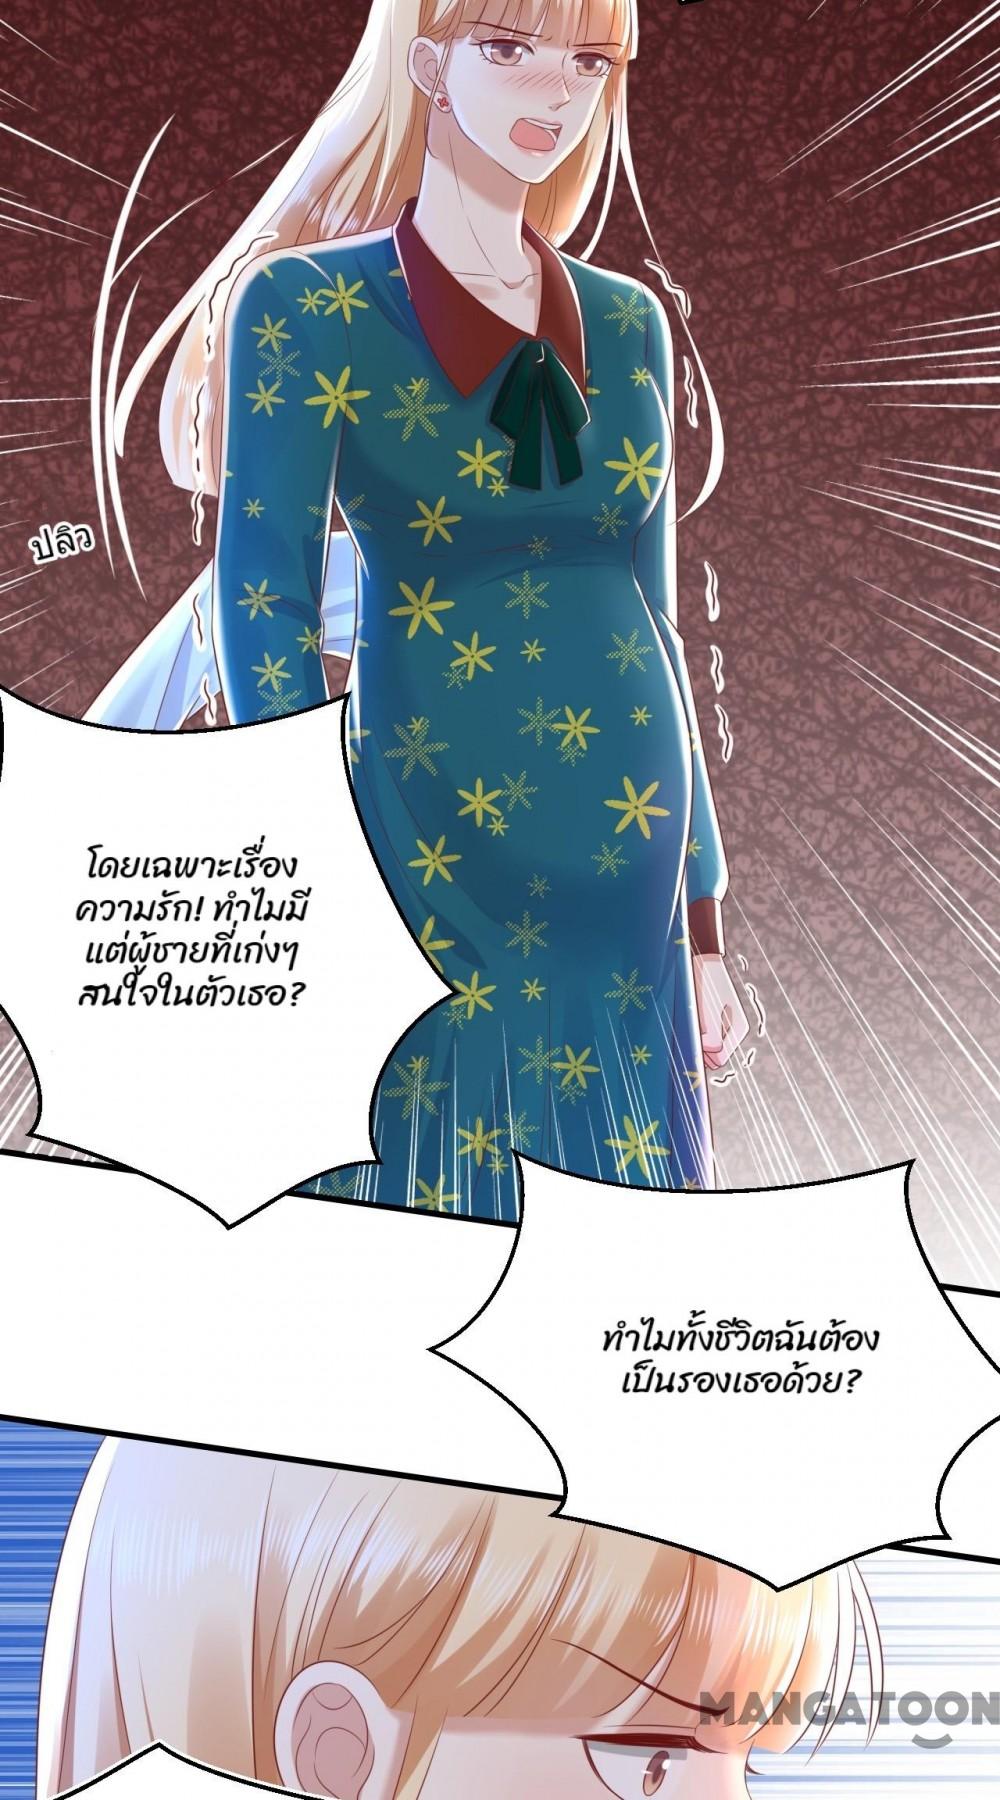 ปลิว
โดยเฉพาะเรื่อง
ความรัก! ทำไมมี
แต่ผู้ชายที่เก่งๆ
สนใจในตัวเธอ?
ทำไมทั้งชีวิตฉันต้อง
เป็นรองเธอด้วย?
MANGATOON